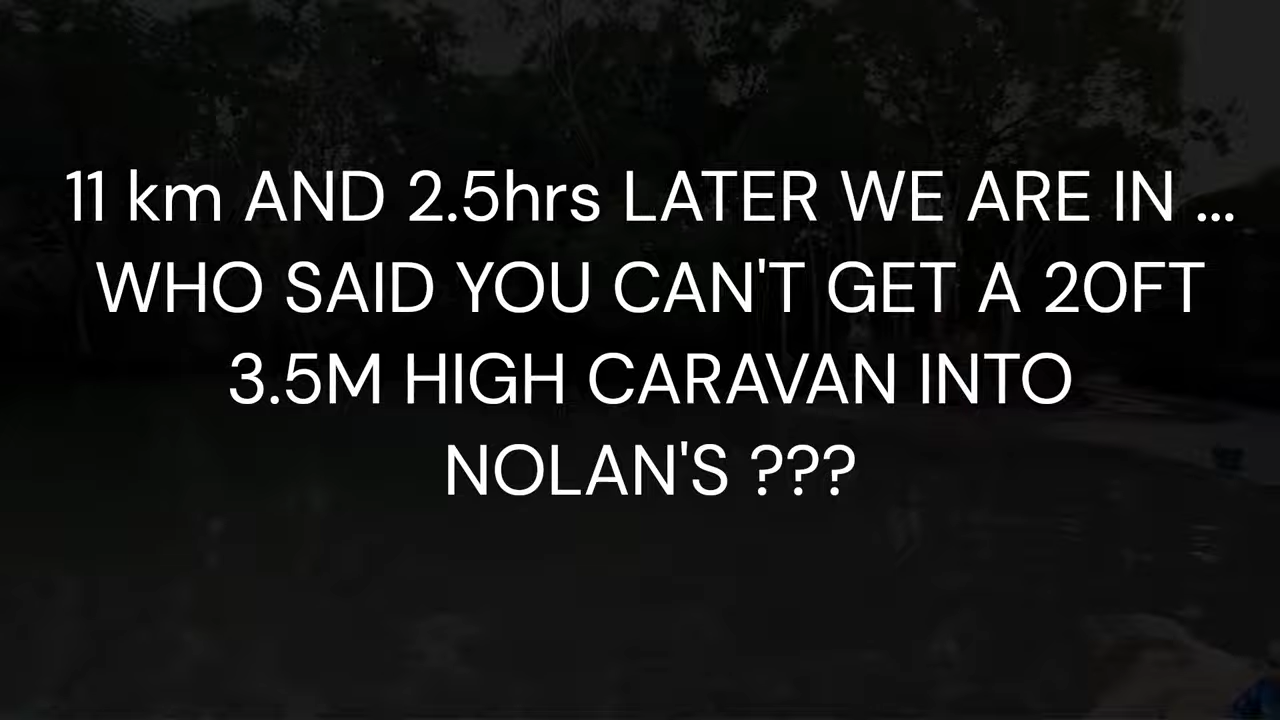 11 km AND 2.5hrs LATER WE ARE IN ...
WHO SAID YOU CAN'T GET A 20FT
3.5M HIGH CARAVAN INTO
NOLAN'S ???